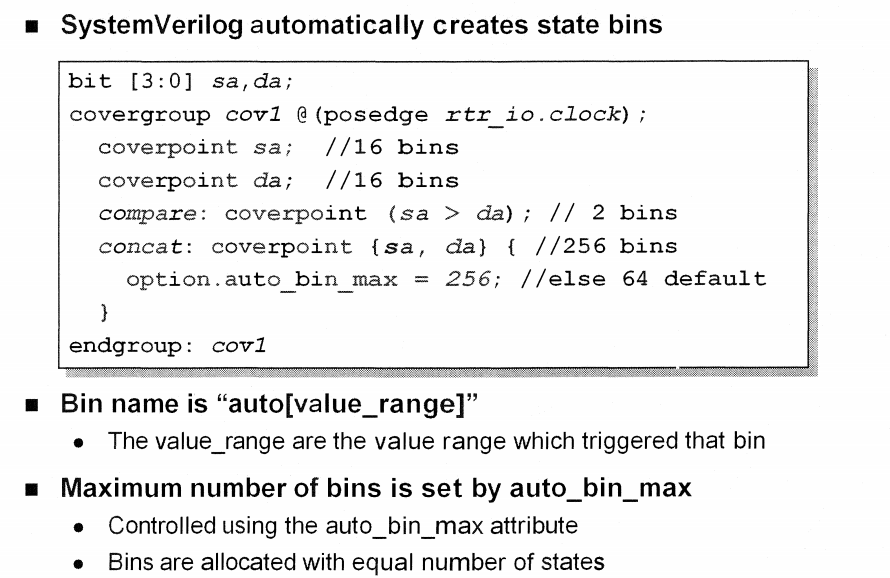 ■ SystemVerilog automatically creates state bins
bit [3:0] sa,da;
covergroup cov1 @(posedge rtr_io.clock);
  coverpoint sa;  //16 bins
  coverpoint da;  //16 bins
  compare: coverpoint (sa > da); // 2 bins
  concat: coverpoint {sa, da} { //256 bins
    option.auto_bin_max = 256; //else 64 default
  }
endgroup: cov1
■ Bin name is “auto[value_range]”
• The value_range are the value range which triggered that bin
■ Maximum number of bins is set by auto_bin_max
• Controlled using the auto_bin_max attribute
• Bins are allocated with equal number of states